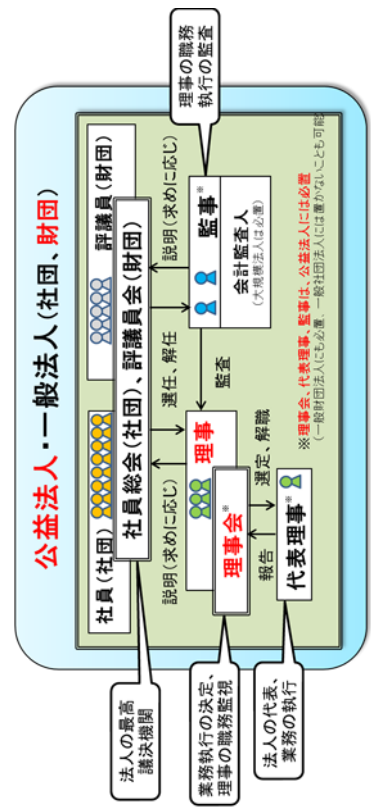 公益法人・一般法人(社団、財団)
社員(社団)
評議員(財団)
社員総会(社団)、評議員会(財団)
法人の最高
議決機関
説明(求めに応じ)
選任、解任
説明(求めに応じ)
理事
監査
監事※
会計監査人
(大規模法人は必置)
理事の職務
執行の監査
理事会※
業務執行の決定、
理事の職務監視
報告
選定、解職
代表理事※
法人の代表、
業務の執行
※理事会、代表理事、監事は、公益法人には必置
(一般財団法人にも必置、一般社団法人には置かないことも可能)